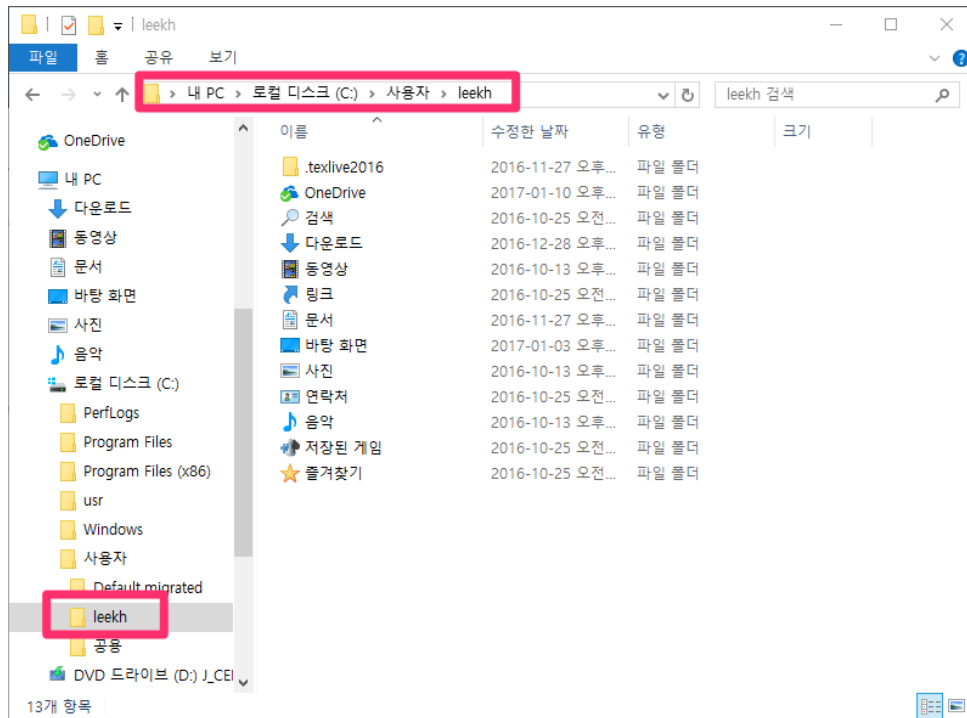 leekh
파일 홈 공유 보기
내 PC > 로컬 디스크 (C:) > 사용자 > leekh
leekh 검색
OneDrive
내 PC
다운로드
동영상
문서
바탕 화면
사진
음악
로컬 디스크 (C:)
PerfLogs
Program Files
Program Files (x86)
usr
Windows
사용자
Default migrated
leekh
공용
DVD 드라이브 (D:) J_CEI
이름 수정한 날짜 유형 크기
.texlive2016 2016-11-27 오후... 파일 폴더
OneDrive 2017-01-10 오후... 파일 폴더
검색 2016-10-25 오전... 파일 폴더
다운로드 2016-12-28 오후... 파일 폴더
동영상 2016-10-13 오후... 파일 폴더
링크 2016-10-25 오전... 파일 폴더
문서 2016-11-27 오후... 파일 폴더
바탕 화면 2017-01-03 오후... 파일 폴더
사진 2016-10-13 오후... 파일 폴더
연락처 2016-10-25 오전... 파일 폴더
음악 2016-10-13 오후... 파일 폴더
저장된 게임 2016-10-25 오전... 파일 폴더
즐겨찾기 2016-10-25 오전... 파일 폴더
13개 항목